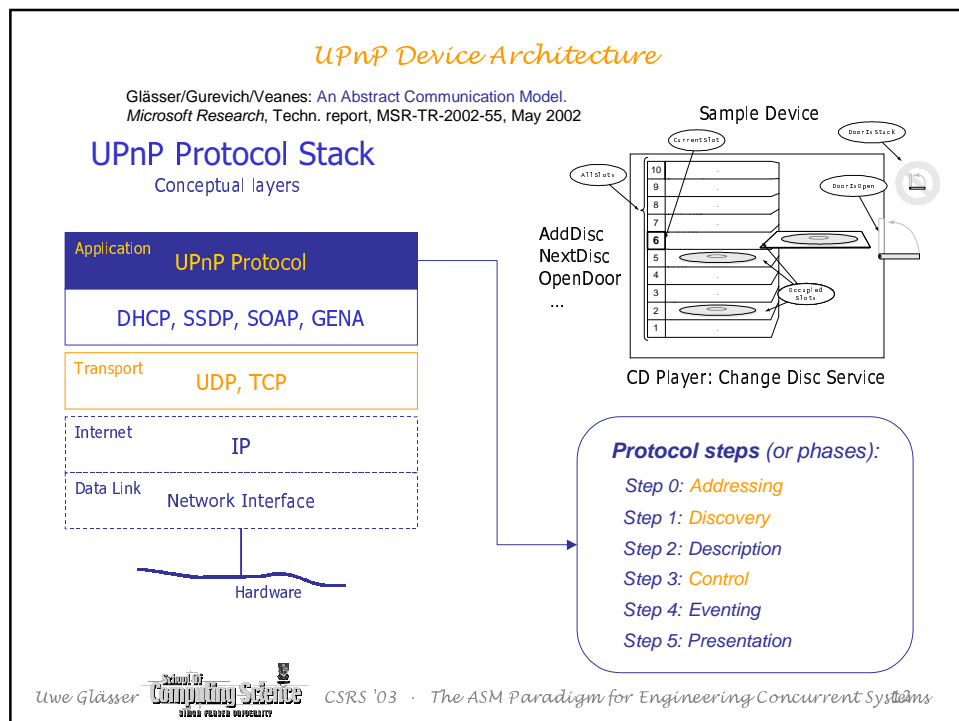 UPnP Device Architecture
Glässer/Gurevich/Veanes: An Abstract Communication Model.
Microsoft Research, Techn. report, MSR-TR-2002-55, May 2002
UPnP Protocol Stack
Conceptual layers
Application
UPnP Protocol
DHCP, SSDP, SOAP, GENA
Transport
UDP, TCP
Internet
IP
Data Link
Network Interface
Hardware
Sample Device
CurrentSlot
DoorIsStuck
AllSlots
DoorIsOpen
10
9
8
7
6
5
4
3
2
1
Occupied
Slots
AddDisc
NextDisc
OpenDoor
...
CD Player: Change Disc Service
Protocol steps (or phases):
Step 0: Addressing
Step 1: Discovery
Step 2: Description
Step 3: Control
Step 4: Eventing
Step 5: Presentation
Uwe Glässer
School Of
Computing Science
SIMON FRASER UNIVERSITY
CSRS '03 · The ASM Paradigm for Engineering Concurrent Systems
12